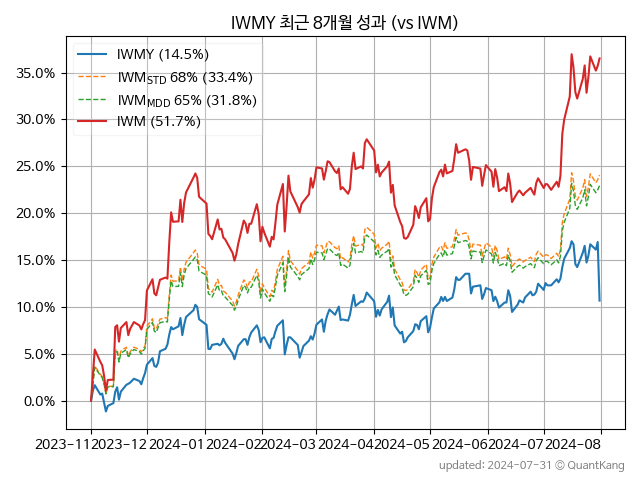 IWMY 최근 8개월 성과 (vs IWM)
IWMY (14.5%)
IWM_STD 68% (33.4%)
IWM_MDD 65% (31.8%)
IWM (51.7%)
35.0%
30.0%
25.0%
20.0%
15.0%
10.0%
5.0%
0.0%
2023-11 2023-12 2024-01 2024-02 2024-03 2024-04 2024-05 2024-06 2024-07 2024-08
updated: 2024-07-31 © QuantKang